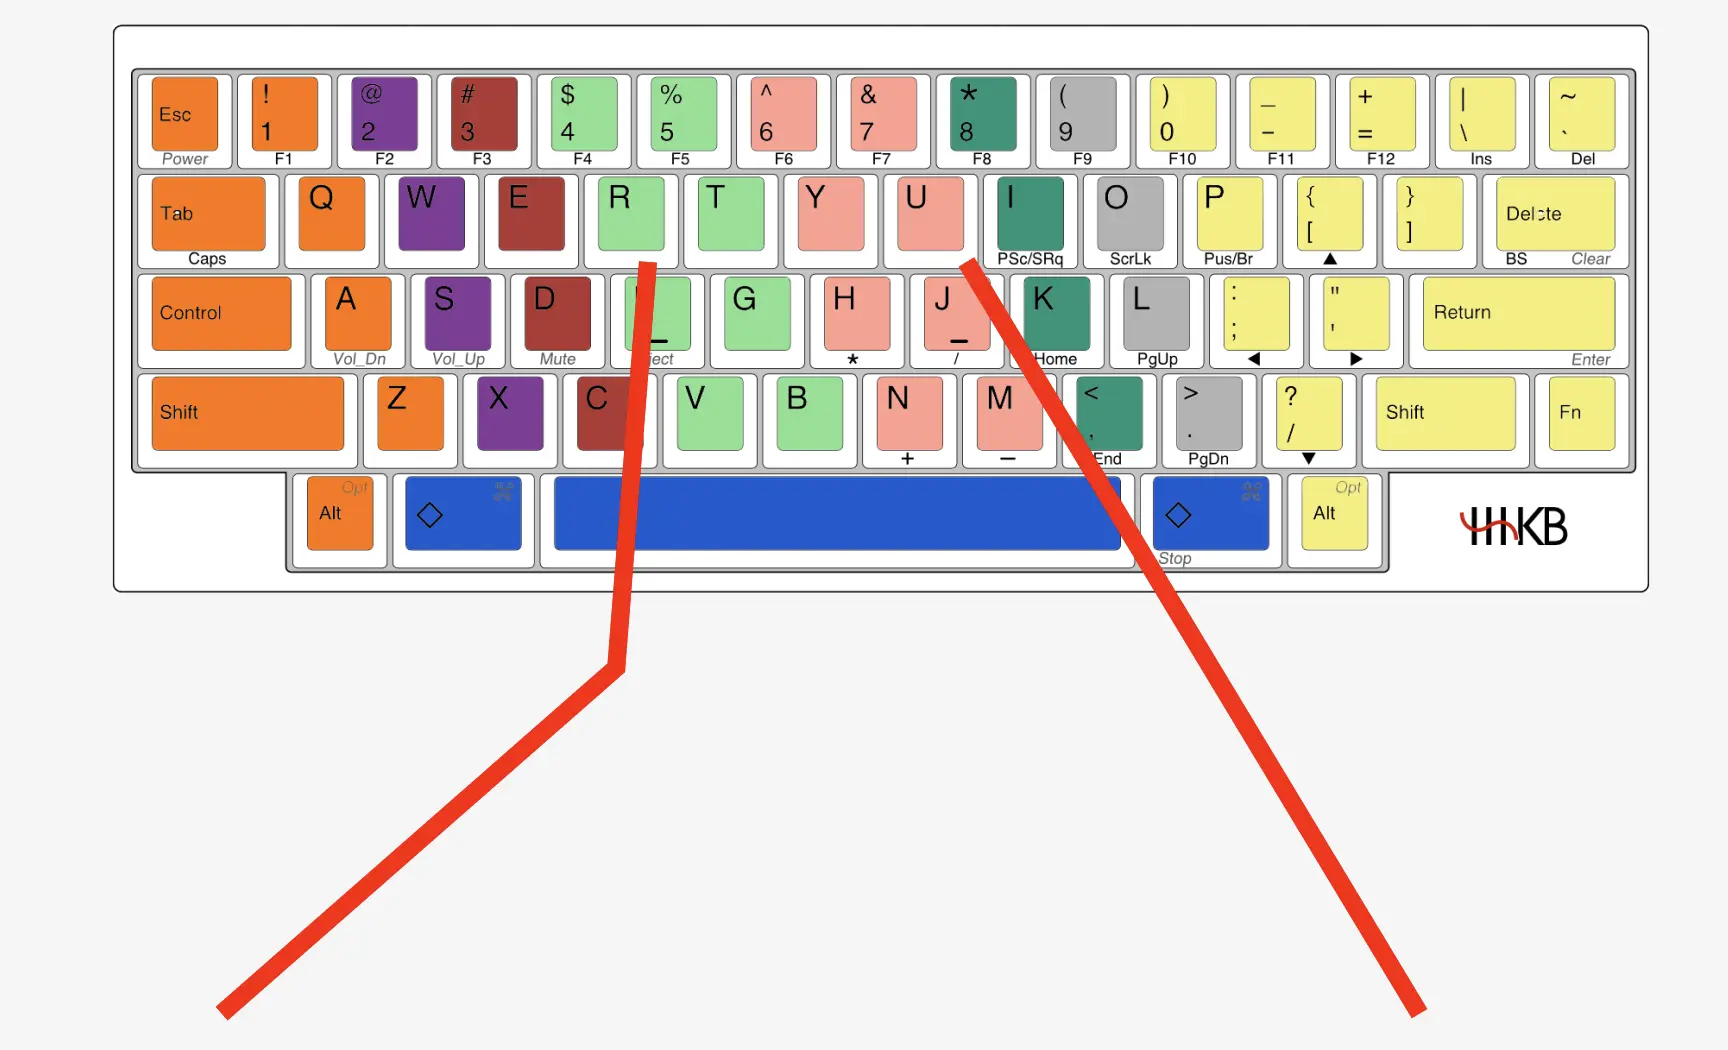 ! @ # $ % ^ & * ( ) _ + | ~
Esc 1 2 3 4 5 6 7 8 9 0 - = \ `
Power F1 F2 F3 F4 F5 F6 F7 F8 F9 F10 F11 F12 Ins Del
Tab Q W E R T Y U I O P { [ } ] Delete
Caps PSc/SRq ScrLk Pus/Br ▲ BS Clear
Control A S D G H J K L : ; " ' Return
Vol_Dn Vol_Up Mute * / Home PgUp ◀ ▶ Enter
Shift Z X C V B N M < , > . ? / Shift Fn
+ – End PgDn ▼
Alt Opt ◇ ⌘ ◇ ⌘ Alt Opt
Stop
HHKB